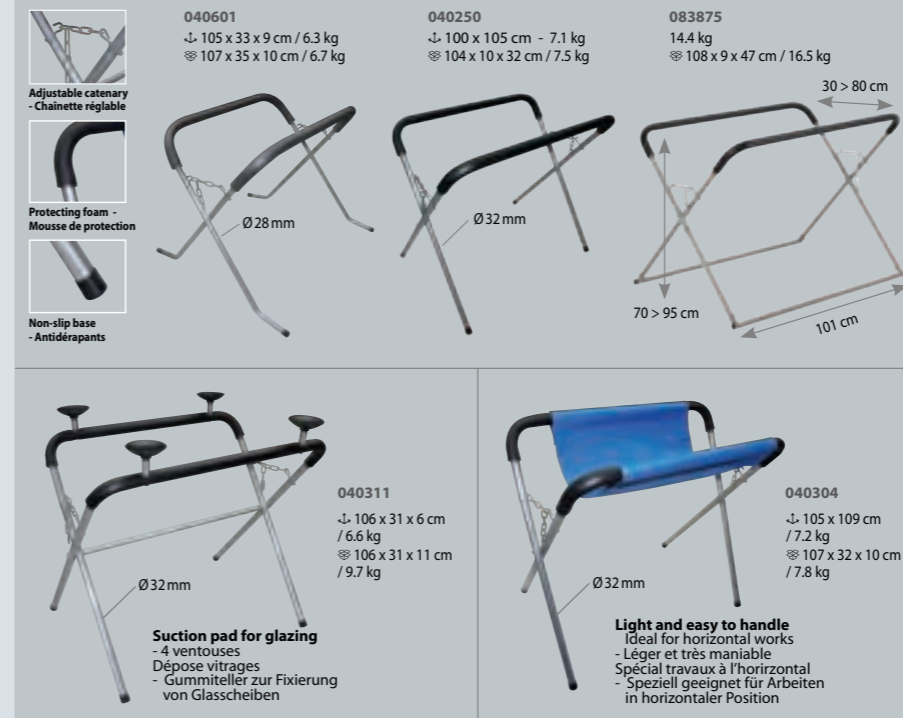 Adjustable catenary
- Chaînette réglable
Protecting foam -
Mousse de protection
Non-slip base
- Antidérapants
040601
105 x 33 x 9 cm / 6.3 kg
107 x 35 x 10 cm / 6.7 kg
Ø 28 mm
040250
100 x 105 cm - 7.1 kg
104 x 10 x 32 cm / 7.5 kg
Ø 32 mm
083875
14.4 kg
108 x 9 x 47 cm / 16.5 kg
30 > 80 cm
70 > 95 cm
101 cm
040311
106 x 31 x 6 cm
/ 6.6 kg
106 x 31 x 11 cm
/ 9.7 kg
Ø 32 mm
Suction pad for glazing
- 4 ventouses
Dépose vitrages
- Gummiteller zur Fixierung
von Glasscheiben
040304
105 x 109 cm
/ 7.2 kg
107 x 32 x 10 cm
/ 7.8 kg
Ø 32 mm
Light and easy to handle
Ideal for horizontal works
- Léger et très maniable
Spécial travaux à l'horirzontal
- Speziell geeignet für Arbeiten
in horizontaler Position